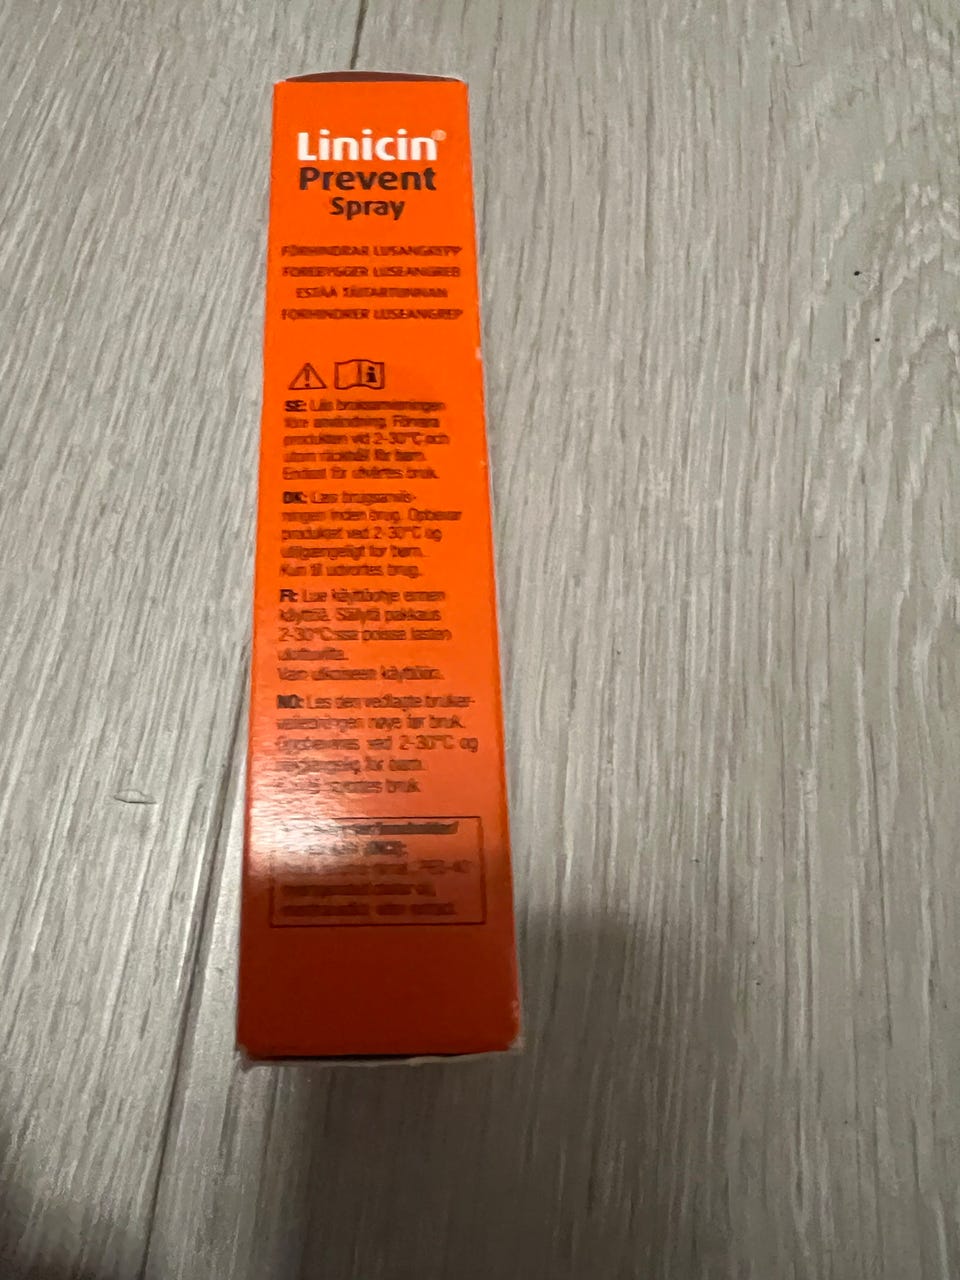 Linicin®
Prevent
Spray
FÖRHINDRAR LUSANGREPP
FOREBYGGER LUSEANGREB
ESTÄÄ TÄITARTUNNAN
FORHINDRER LUSEANGREP
SE: Läs bruksanvisningen
före användning. Förvara
produkten vid 2-30°C och
utom räckhåll för barn.
Endast för utvärtes bruk.
DK: Læs brugsanvis-
ningen inden brug. Opbevar
produktet ved 2-30°C og
utilgængeligt for børn.
Kun til udvortes brug.
FI: Lue käyttöohje ennen
käyttöä. Säilytä pakkaus
2-30°C:ssa poissa lasten
ulottuvilta.
Vain ulkoiseen käyttöön.
NO: Les den vedlagte bruker-
veiledningen nøye før bruk.
Oppbevares ved 2-30°C og
utilgjengelig for barn.
bruk.
PEG-40